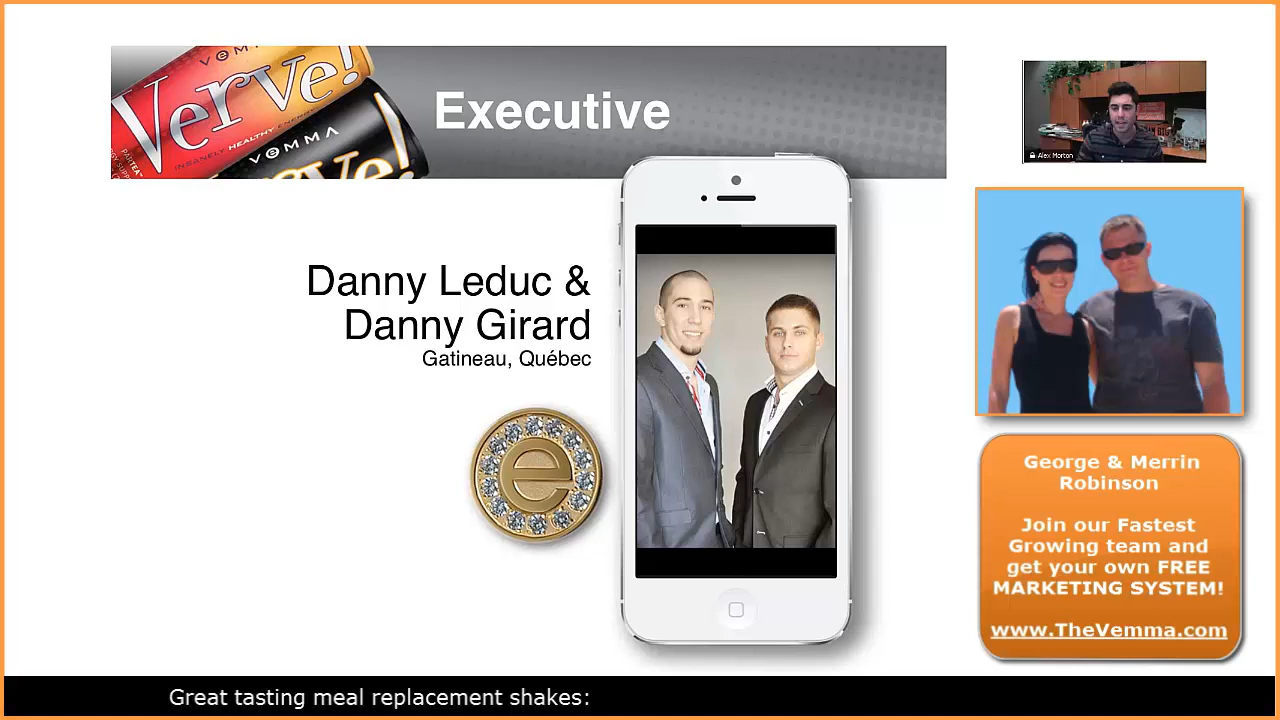 VEMMA
Verve!
INSANELY HEALTHY ENERGY
VEMMA
Verve!
Executive
Alex Morton
Danny Leduc &
Danny Girard
Gatineau, Québec
e
George & Merrin
Robinson
Join our Fastest
Growing team and
get your own FREE
MARKETING SYSTEM!
www.TheVemma.com
Great tasting meal replacement shakes: